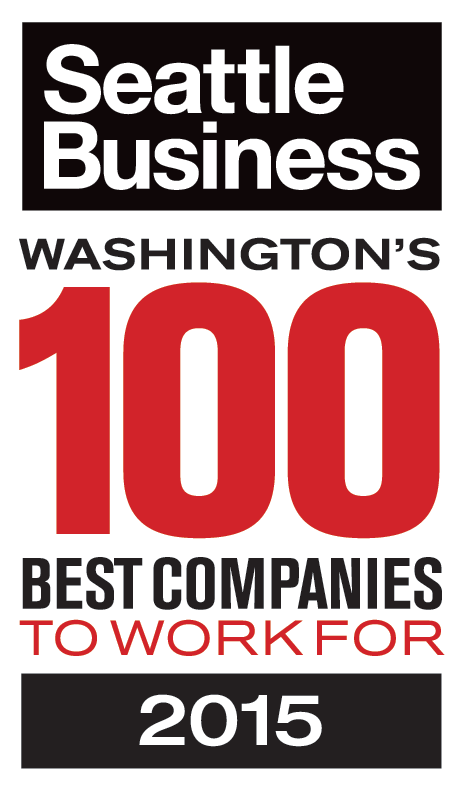 Seattle
Business
WASHINGTON’S
100
BEST COMPANIES
TO WORK FOR
2015